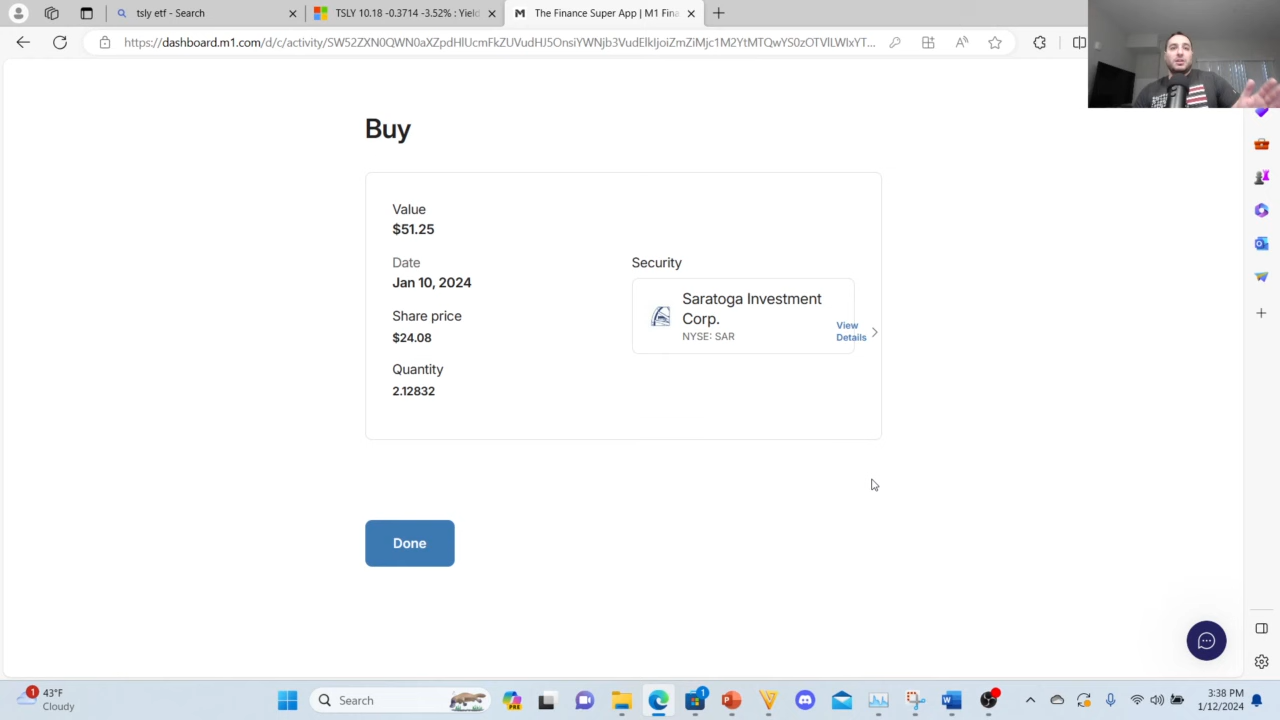 tsly etf - Search
TSLY 10.18 -0.3714 -3.52% : Yield
The Finance Super App | M1 Fina
https://dashboard.m1.com/d/c/activity/
Buy
Value
$51.25
Date
Jan 10, 2024
Share price
$24.08
Quantity
2.12832
Security
Saratoga Investment
Corp.
NYSE: SAR
View
Details
Done
1
43°F
Cloudy
Search
1
3:38 PM
1/12/2024